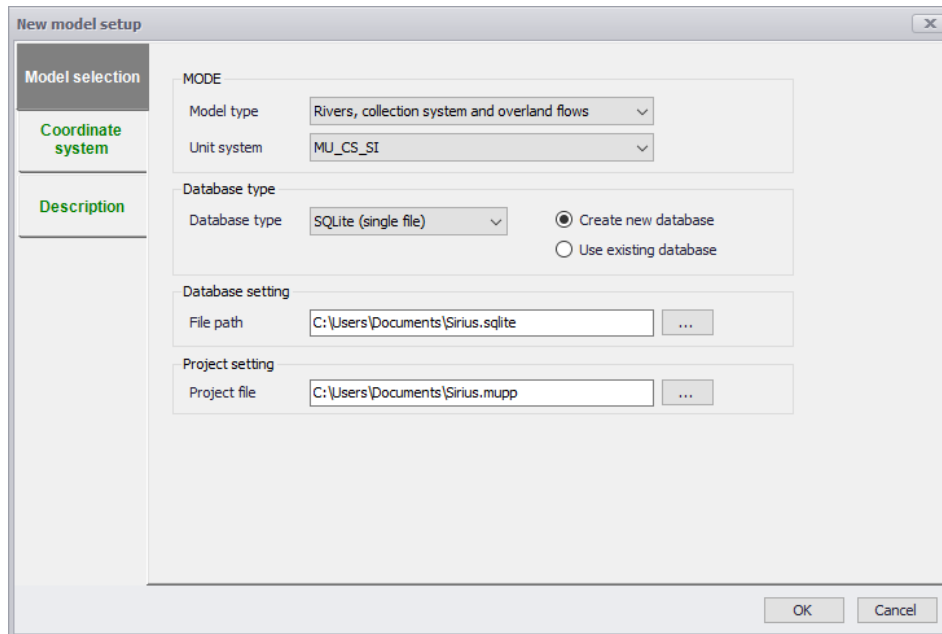 New model setup
Model selection
Coordinate
system
Description
MODE
Model type Rivers, collection system and overland flows
Unit system MU_CS_SI
Database type
Database type SQLite (single file) Create new database
Use existing database
Database setting
File path C:\Users\Documents\Sirius.sqlite ...
Project setting
Project file C:\Users\Documents\Sirius.mupp ...
OK Cancel